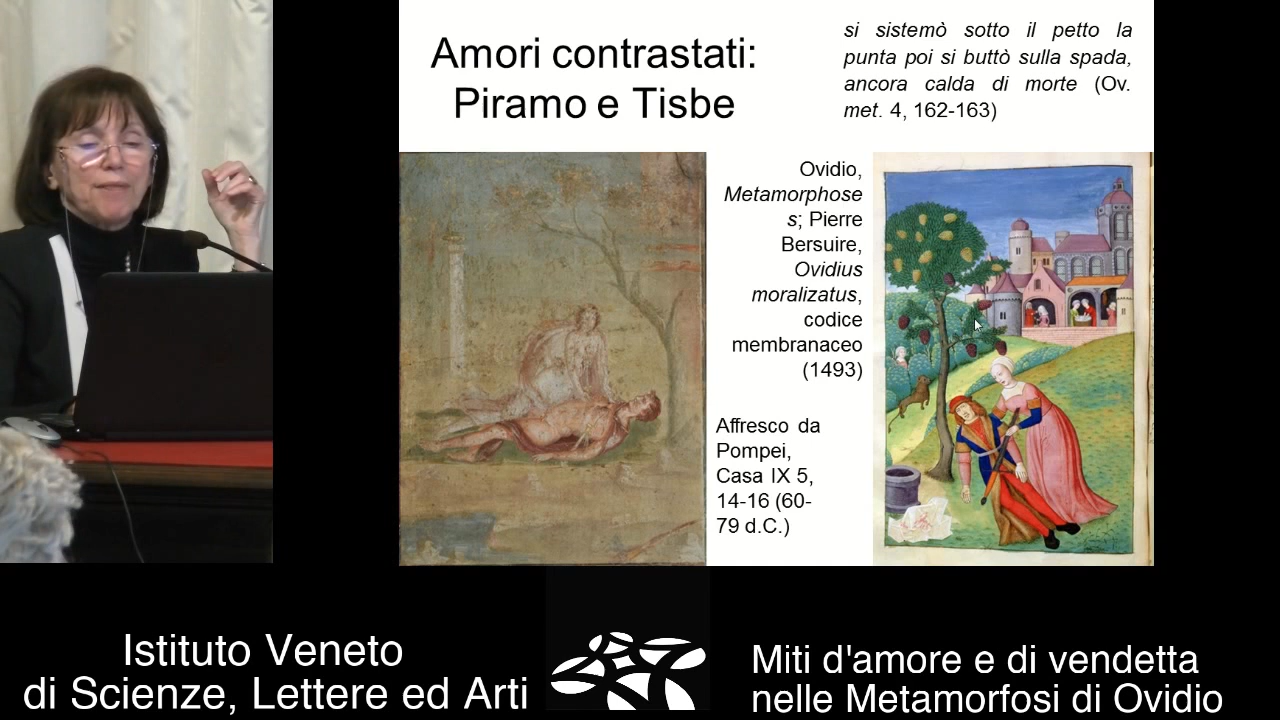 Amori contrastati:
Piramo e Tisbe
si sistemò sotto il petto la
punta poi si buttò sulla spada,
ancora calda di morte (Ov.
met. 4, 162-163)
Ovidio,
Metamorphose
s; Pierre
Bersuire,
Ovidius
moralizatus,
codice
membranaceo
(1493)
Affresco da
Pompei,
Casa IX 5,
14-16 (60-
79 d.C.)
Istituto Veneto
di Scienze, Lettere ed Arti
Miti d'amore e di vendetta
nelle Metamorfosi di Ovidio